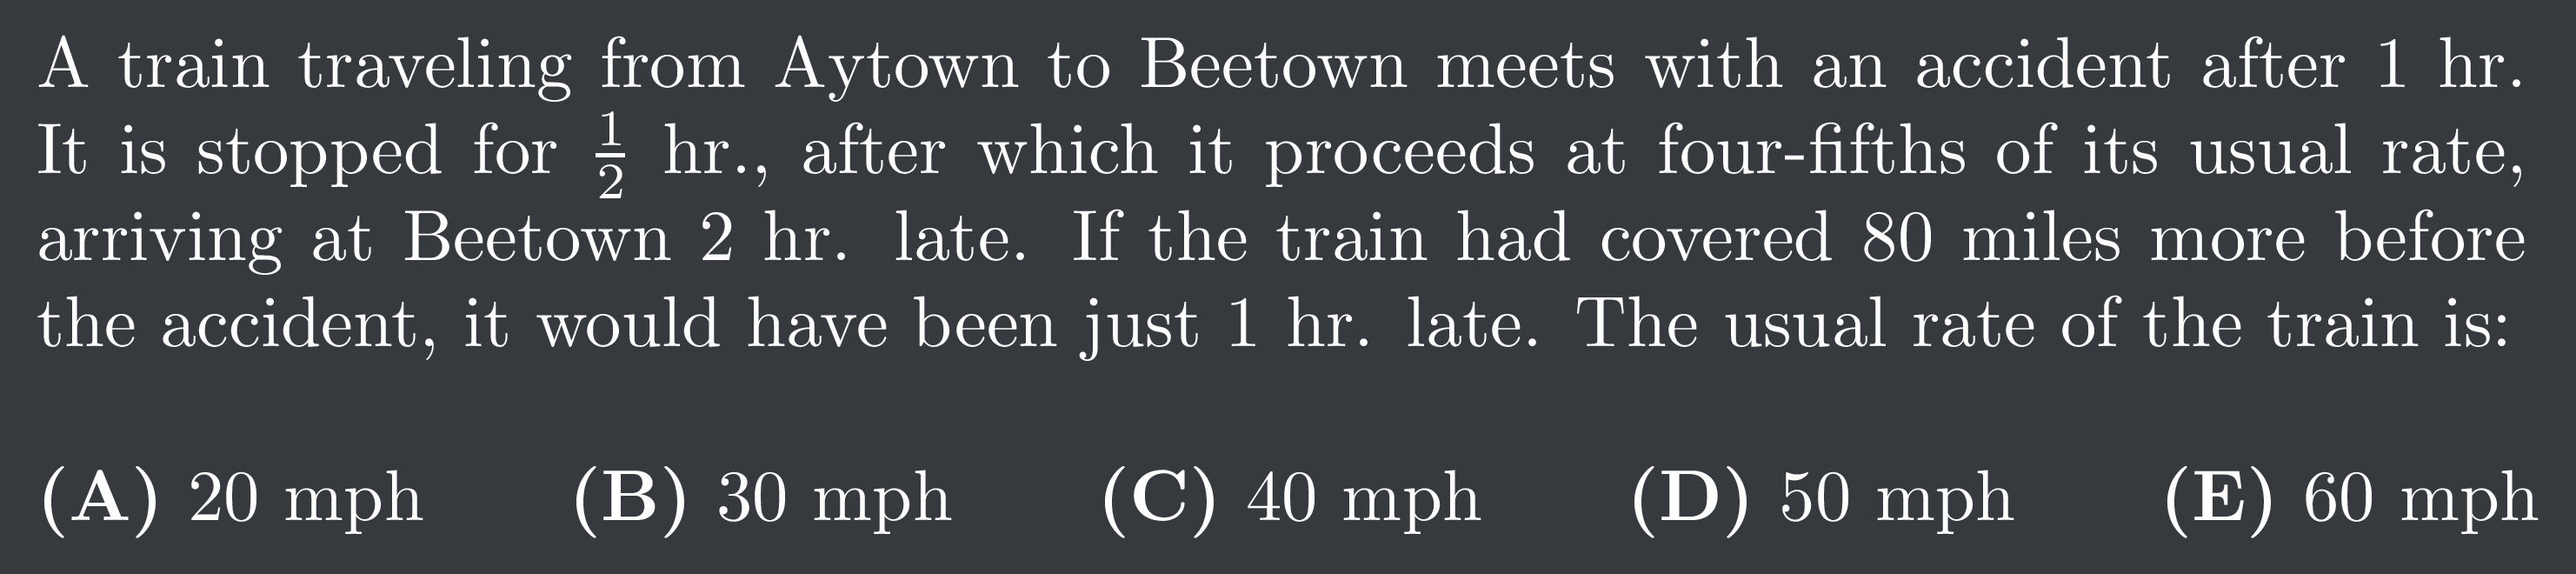 A train traveling from Aytown to Beetown meets with an accident after 1 hr.
It is stopped for $\frac{1}{2}$ hr., after which it proceeds at four-fifths of its usual rate,
arriving at Beetown 2 hr. late. If the train had covered 80 miles more before
the accident, it would have been just 1 hr. late. The usual rate of the train is:
(A) 20 mph (B) 30 mph (C) 40 mph (D) 50 mph (E) 60 mph